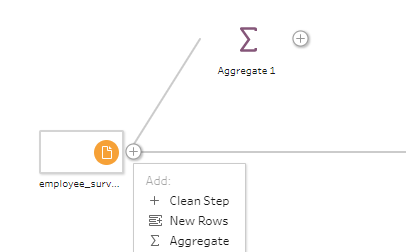 Aggregate 1
employee_surv...
Add:
Clean Step
New Rows
Aggregate